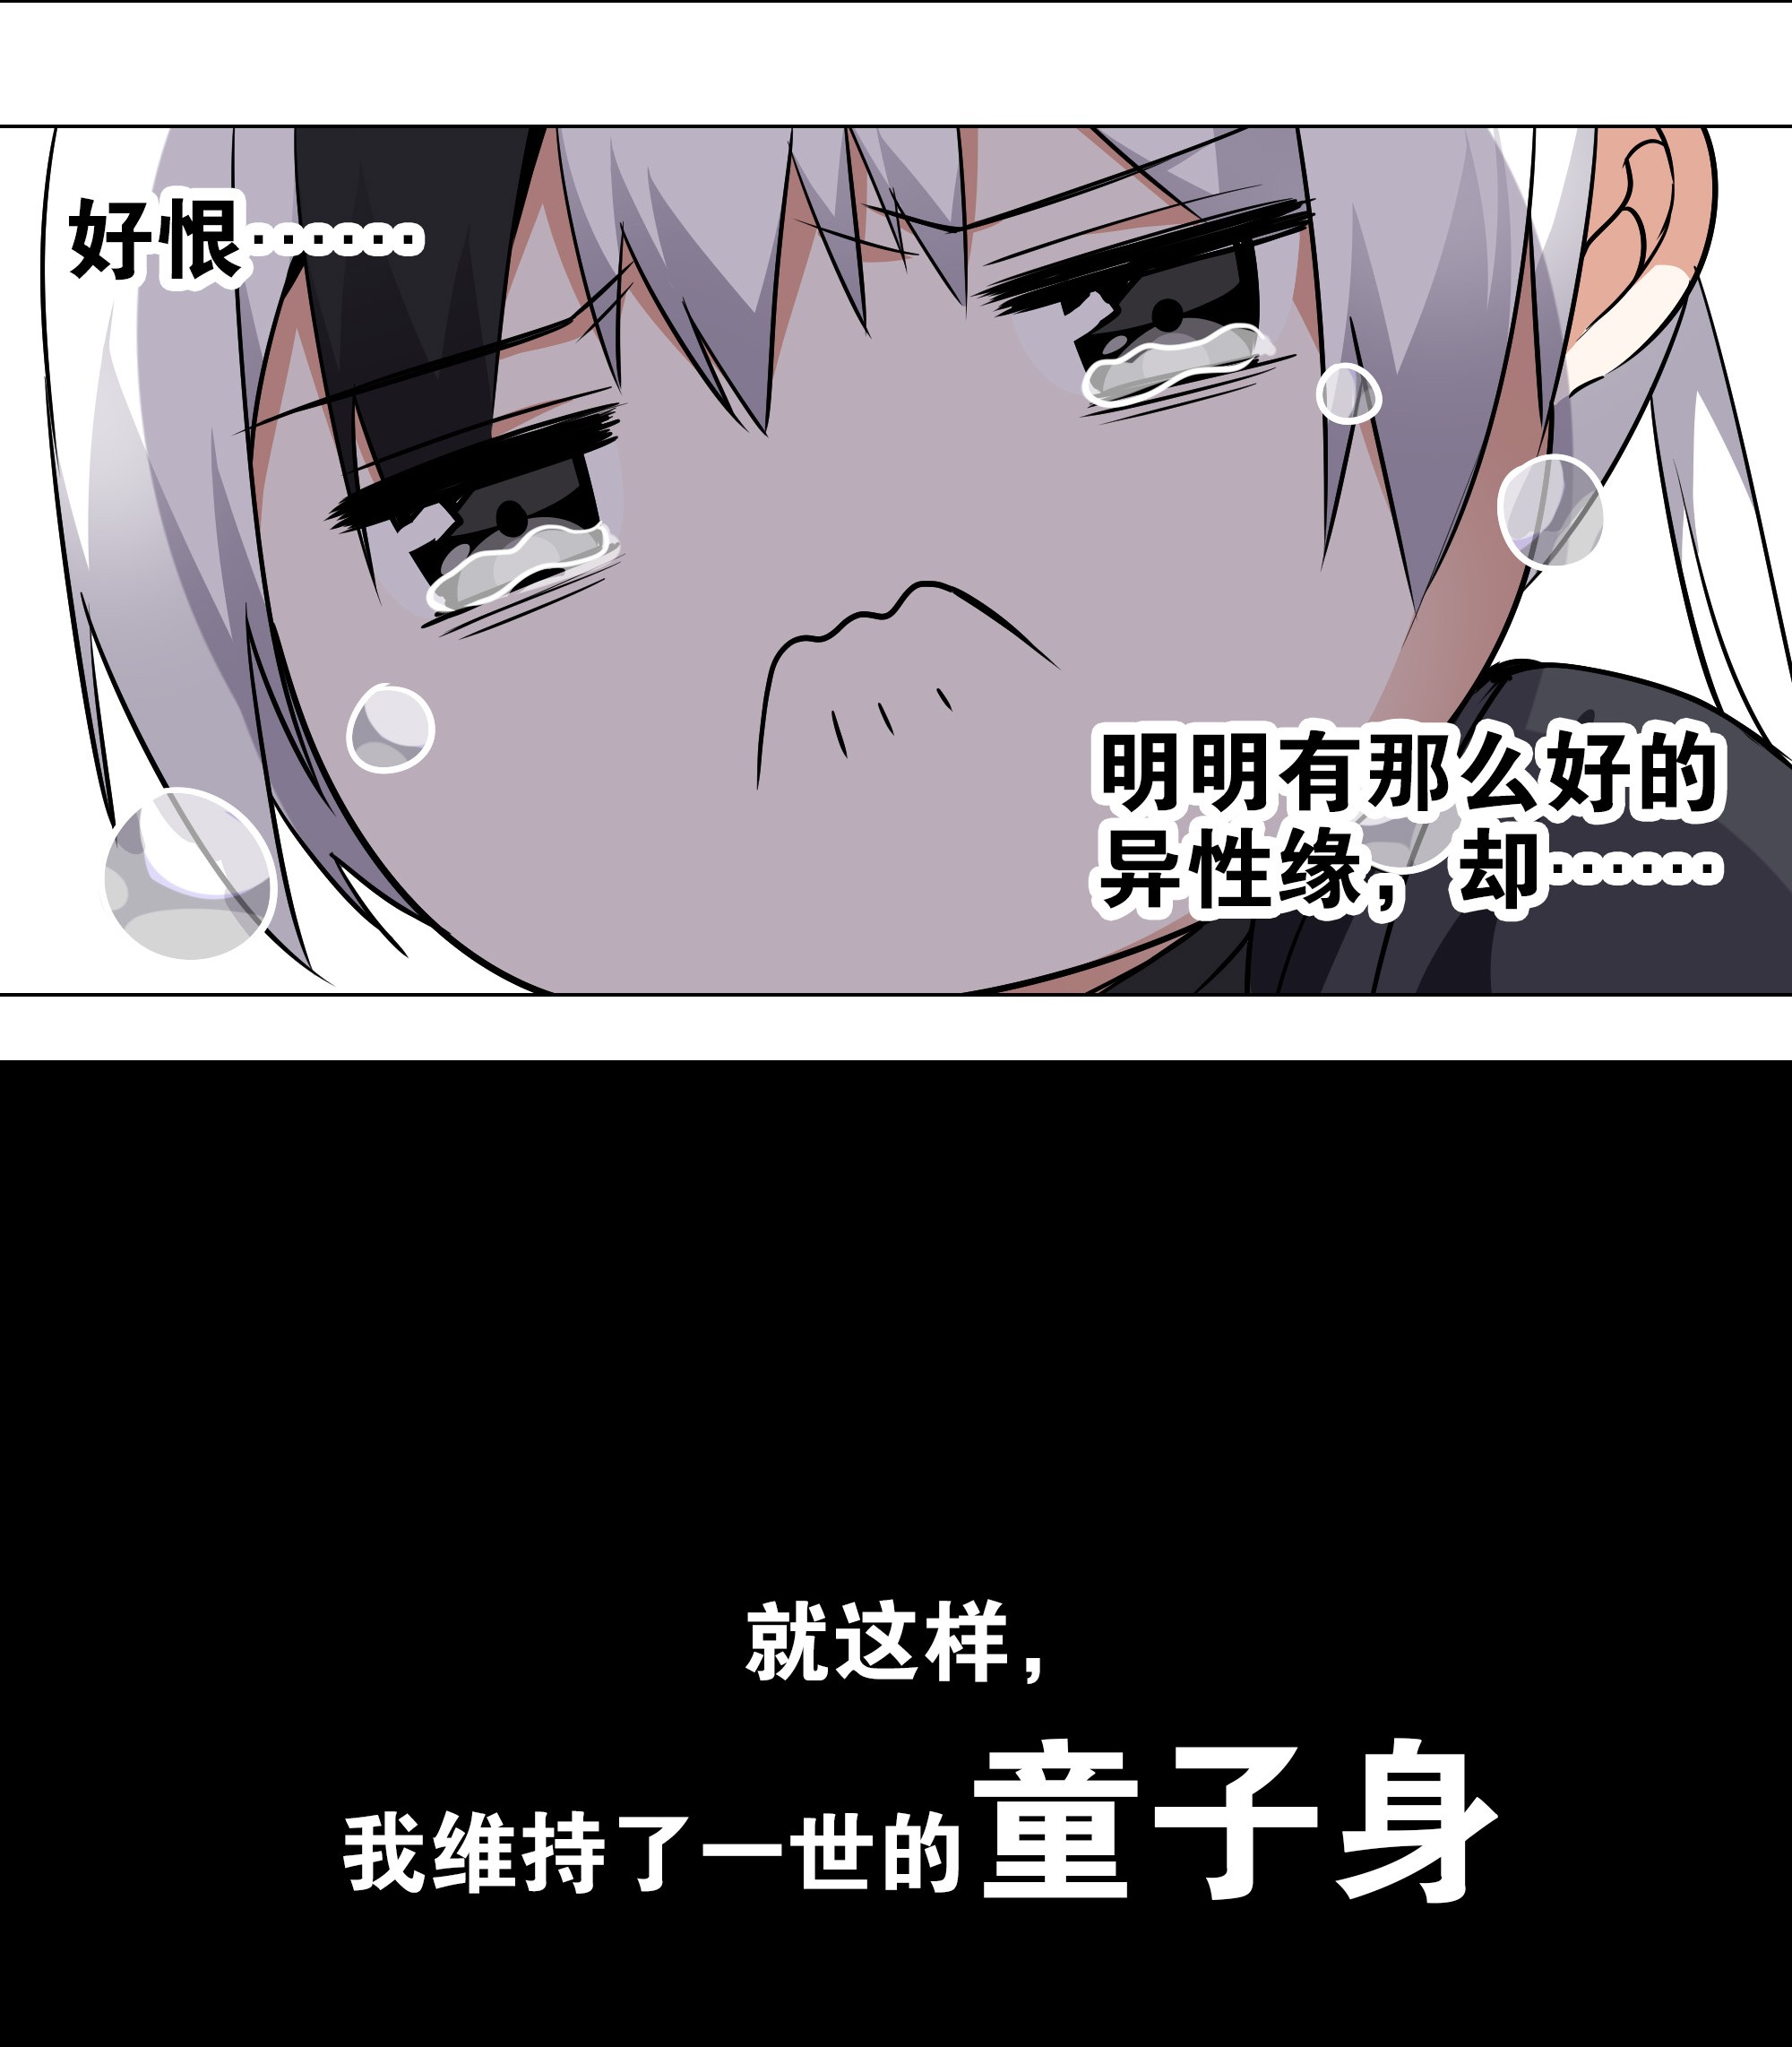 好恨……
明明有那么好的
异性缘，却……
就这样，
我维持了一世的童子身